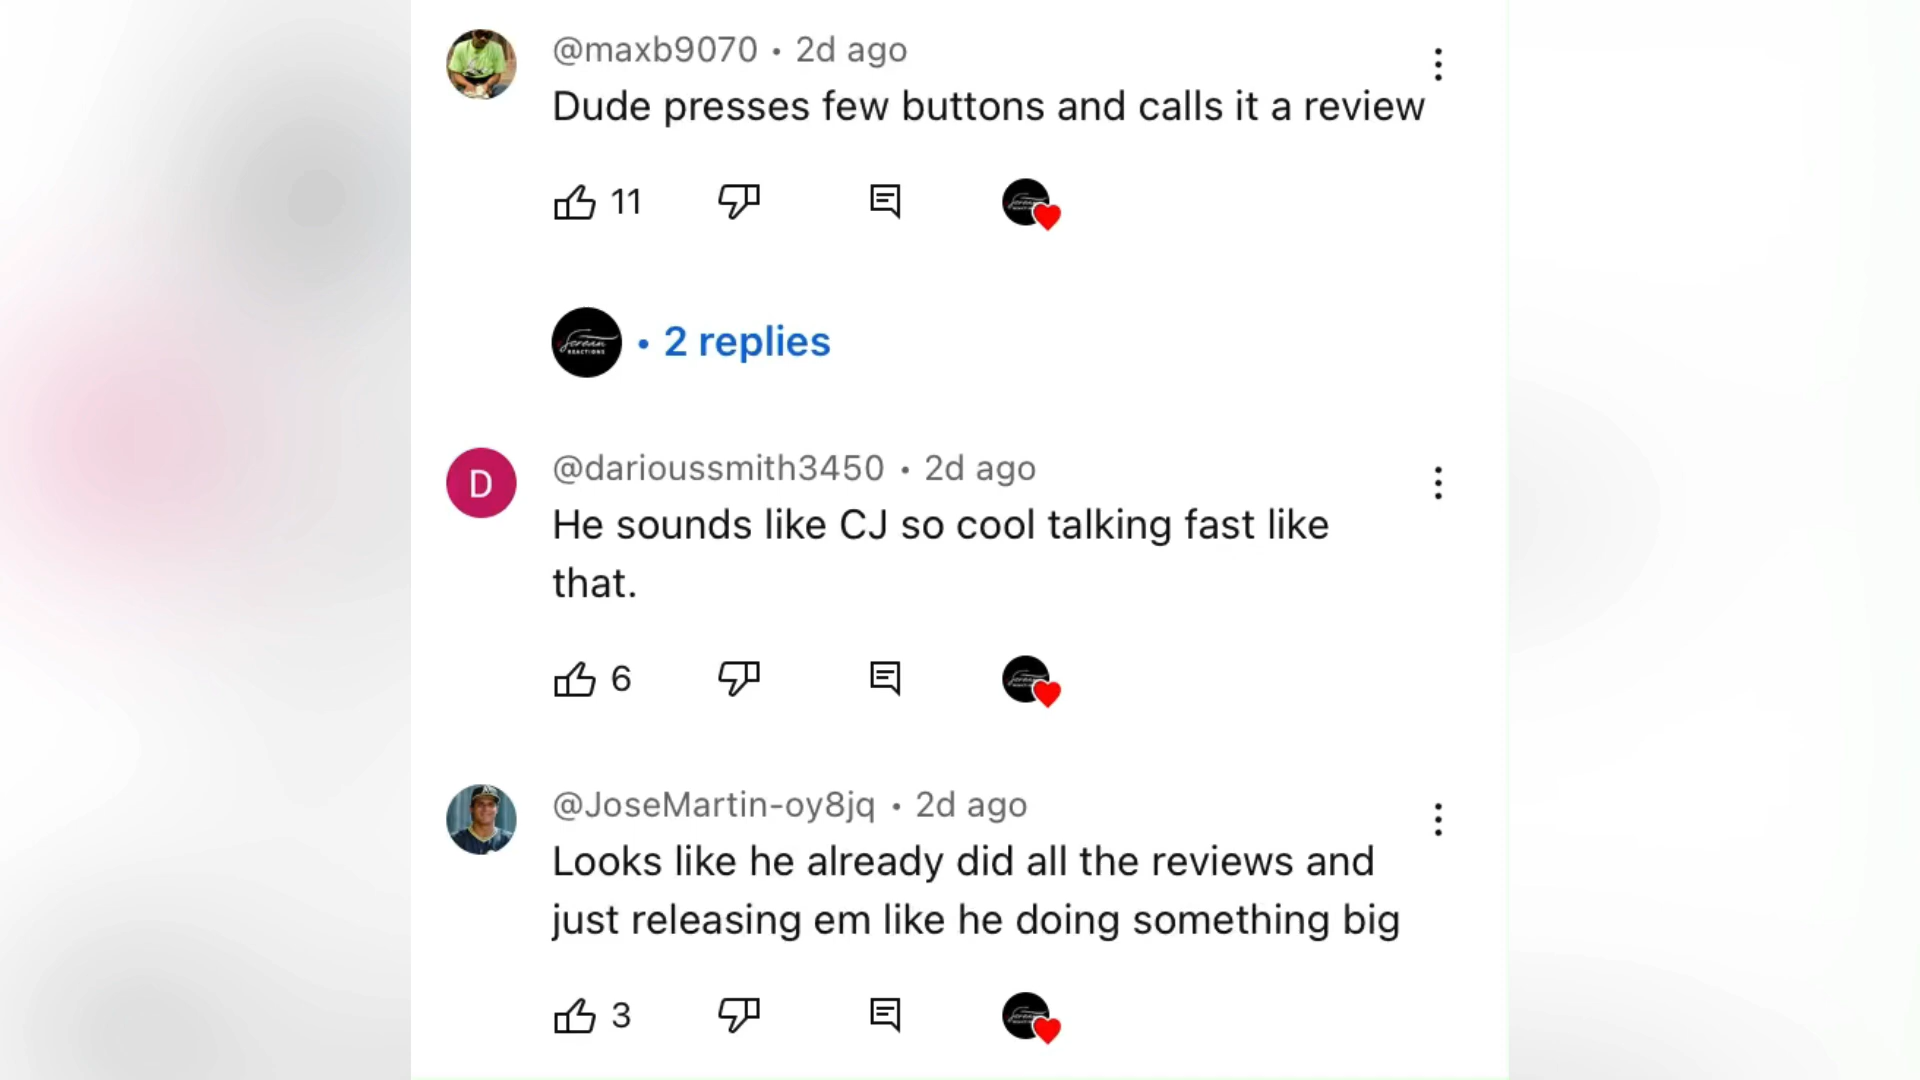 @maxb9070 • 2d ago
Dude presses few buttons and calls it a review
11
• 2 replies
D
@darioussmith3450 • 2d ago
He sounds like CJ so cool talking fast like
that.
6
@JoseMartin-oy8jq • 2d ago
Looks like he already did all the reviews and
just releasing em like he doing something big
3